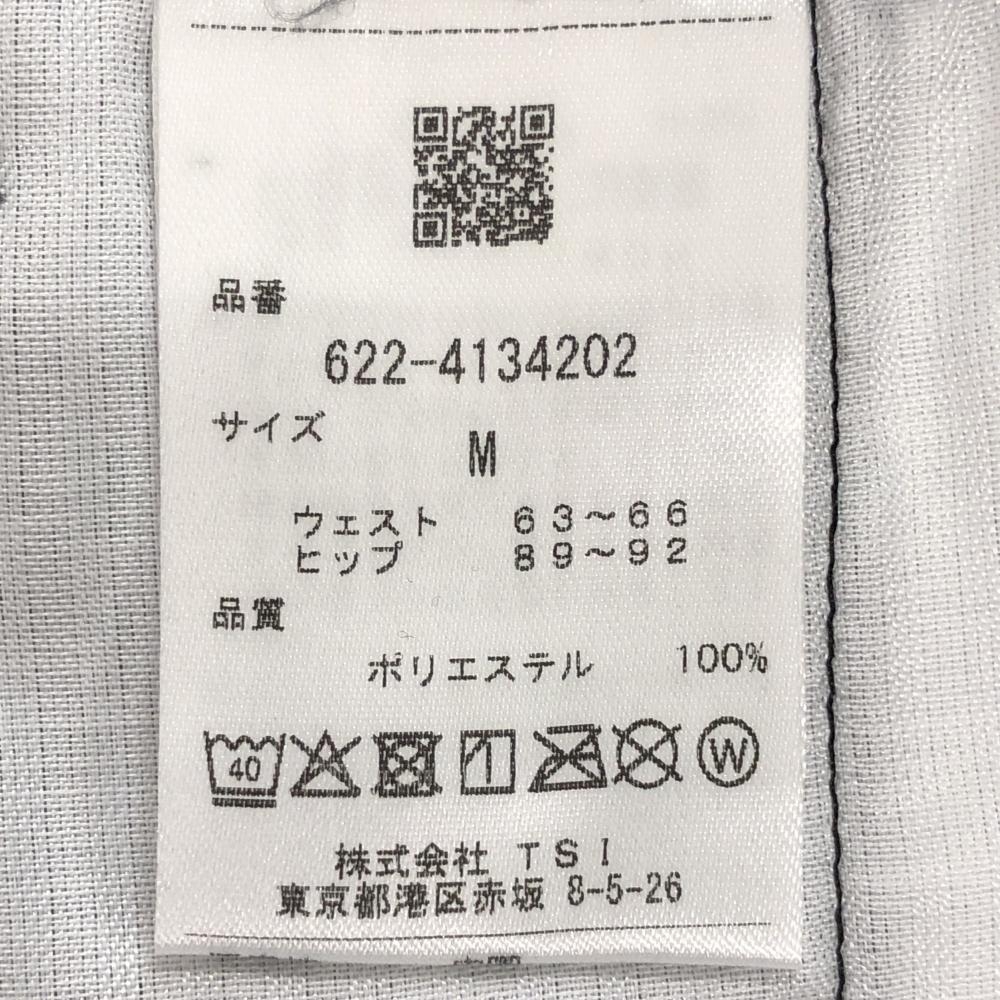 品番
622-4134202
サイズ
M
ウェスト 63～66
ヒップ 89～92
品質
ポリエステル 100%
40
W
株式会社 TSI
東京都港区赤坂 8-5-26